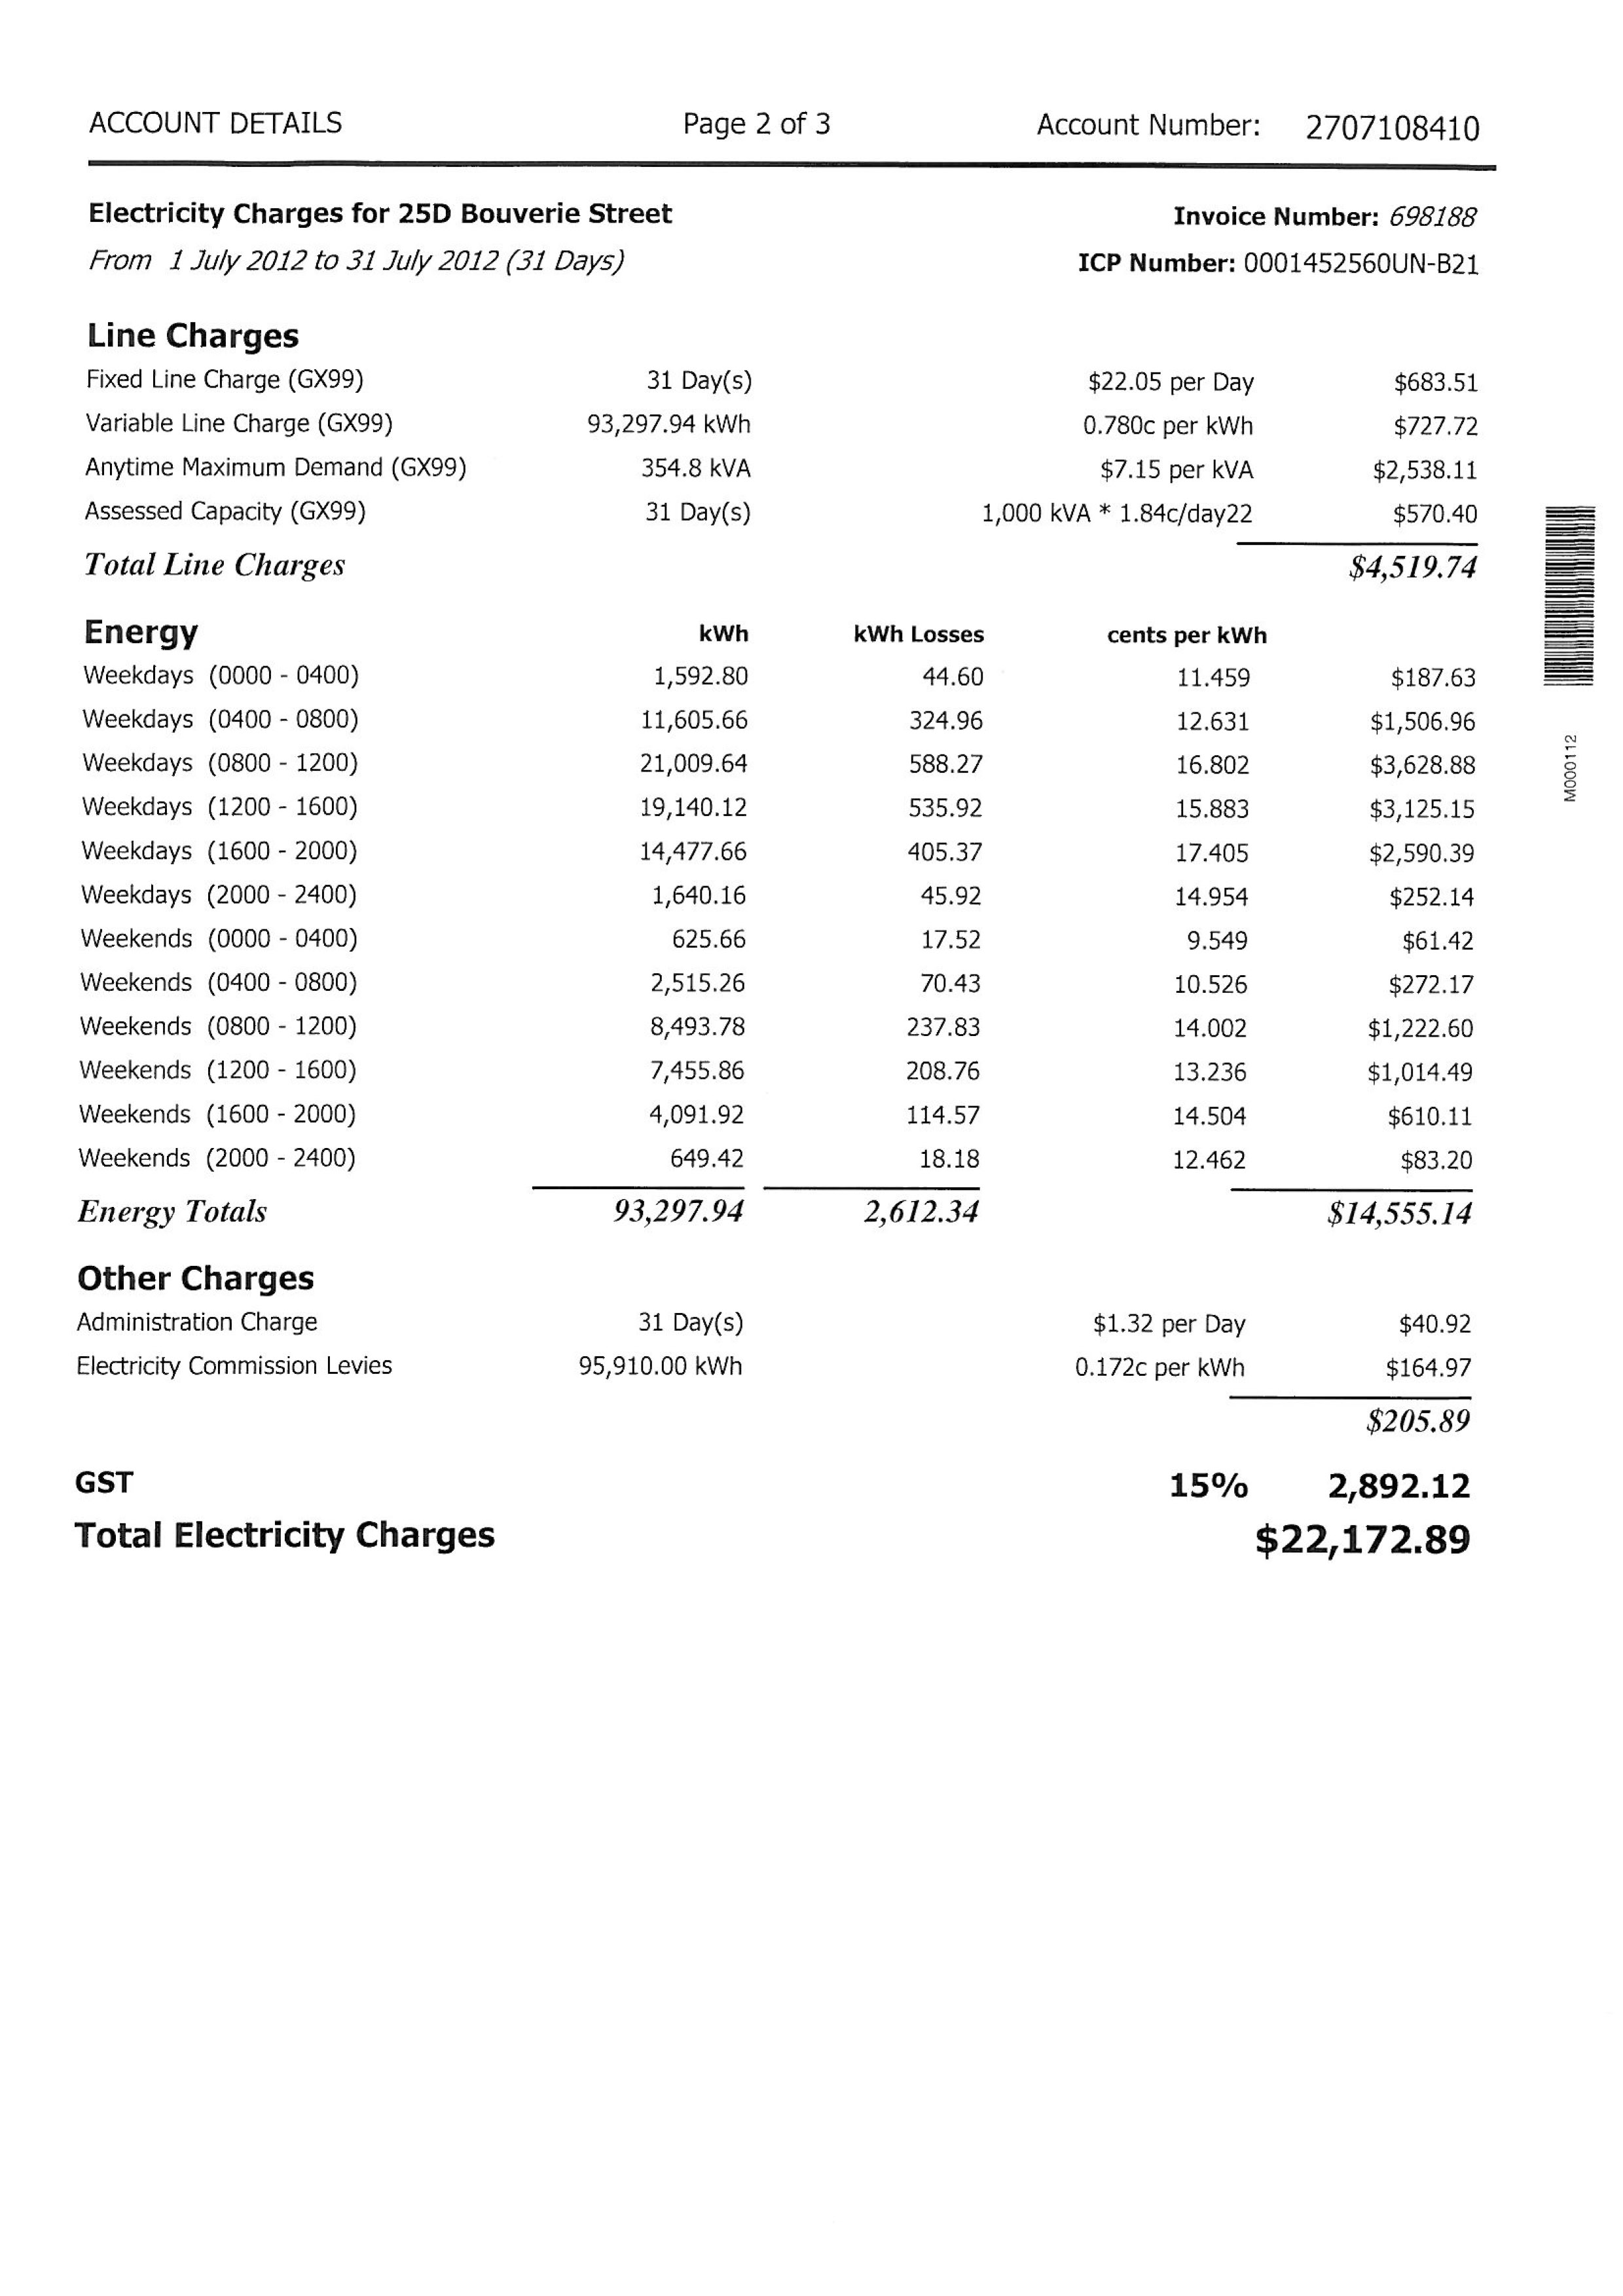 ACCOUNT DETAILS Page 2 of 3 Account Number: 2707108410
Electricity Charges for 25D Bouverie Street Invoice Number: 698188
From 1 July 2012 to 31 July 2012 (31 Days) ICP Number: 0001452560UN-B21
Line Charges
Fixed Line Charge (GX99) 31 Day(s) $22.05 per Day $683.51
Variable Line Charge (GX99) 93,297.94 kWh 0.780c per kWh $727.72
Anytime Maximum Demand (GX99) 354.8 kVA $7.15 per kVA $2,538.11
Assessed Capacity (GX99) 31 Day(s) 1,000 kVA * 1.84c/day22 $570.40
Total Line Charges $4,519.74
Energy kWh kWh Losses cents per kWh
Weekdays (0000 - 0400) 1,592.80 44.60 11.459 $187.63
Weekdays (0400 - 0800) 11,605.66 324.96 12.631 $1,506.96
Weekdays (0800 - 1200) 21,009.64 588.27 16.802 $3,628.88
Weekdays (1200 - 1600) 19,140.12 535.92 15.883 $3,125.15
Weekdays (1600 - 2000) 14,477.66 405.37 17.405 $2,590.39
Weekdays (2000 - 2400) 1,640.16 45.92 14.954 $252.14
Weekends (0000 - 0400) 625.66 17.52 9.549 $61.42
Weekends (0400 - 0800) 2,515.26 70.43 10.526 $272.17
Weekends (0800 - 1200) 8,493.78 237.83 14.002 $1,222.60
Weekends (1200 - 1600) 7,455.86 208.76 13.236 $1,014.49
Weekends (1600 - 2000) 4,091.92 114.57 14.504 $610.11
Weekends (2000 - 2400) 649.42 18.18 12.462 $83.20
Energy Totals 93,297.94 2,612.34 $14,555.14
Other Charges
Administration Charge 31 Day(s) $1.32 per Day $40.92
Electricity Commission Levies 95,910.00 kWh 0.172c per kWh $164.97
$205.89
GST 15% 2,892.12
Total Electricity Charges $22,172.89
M000112